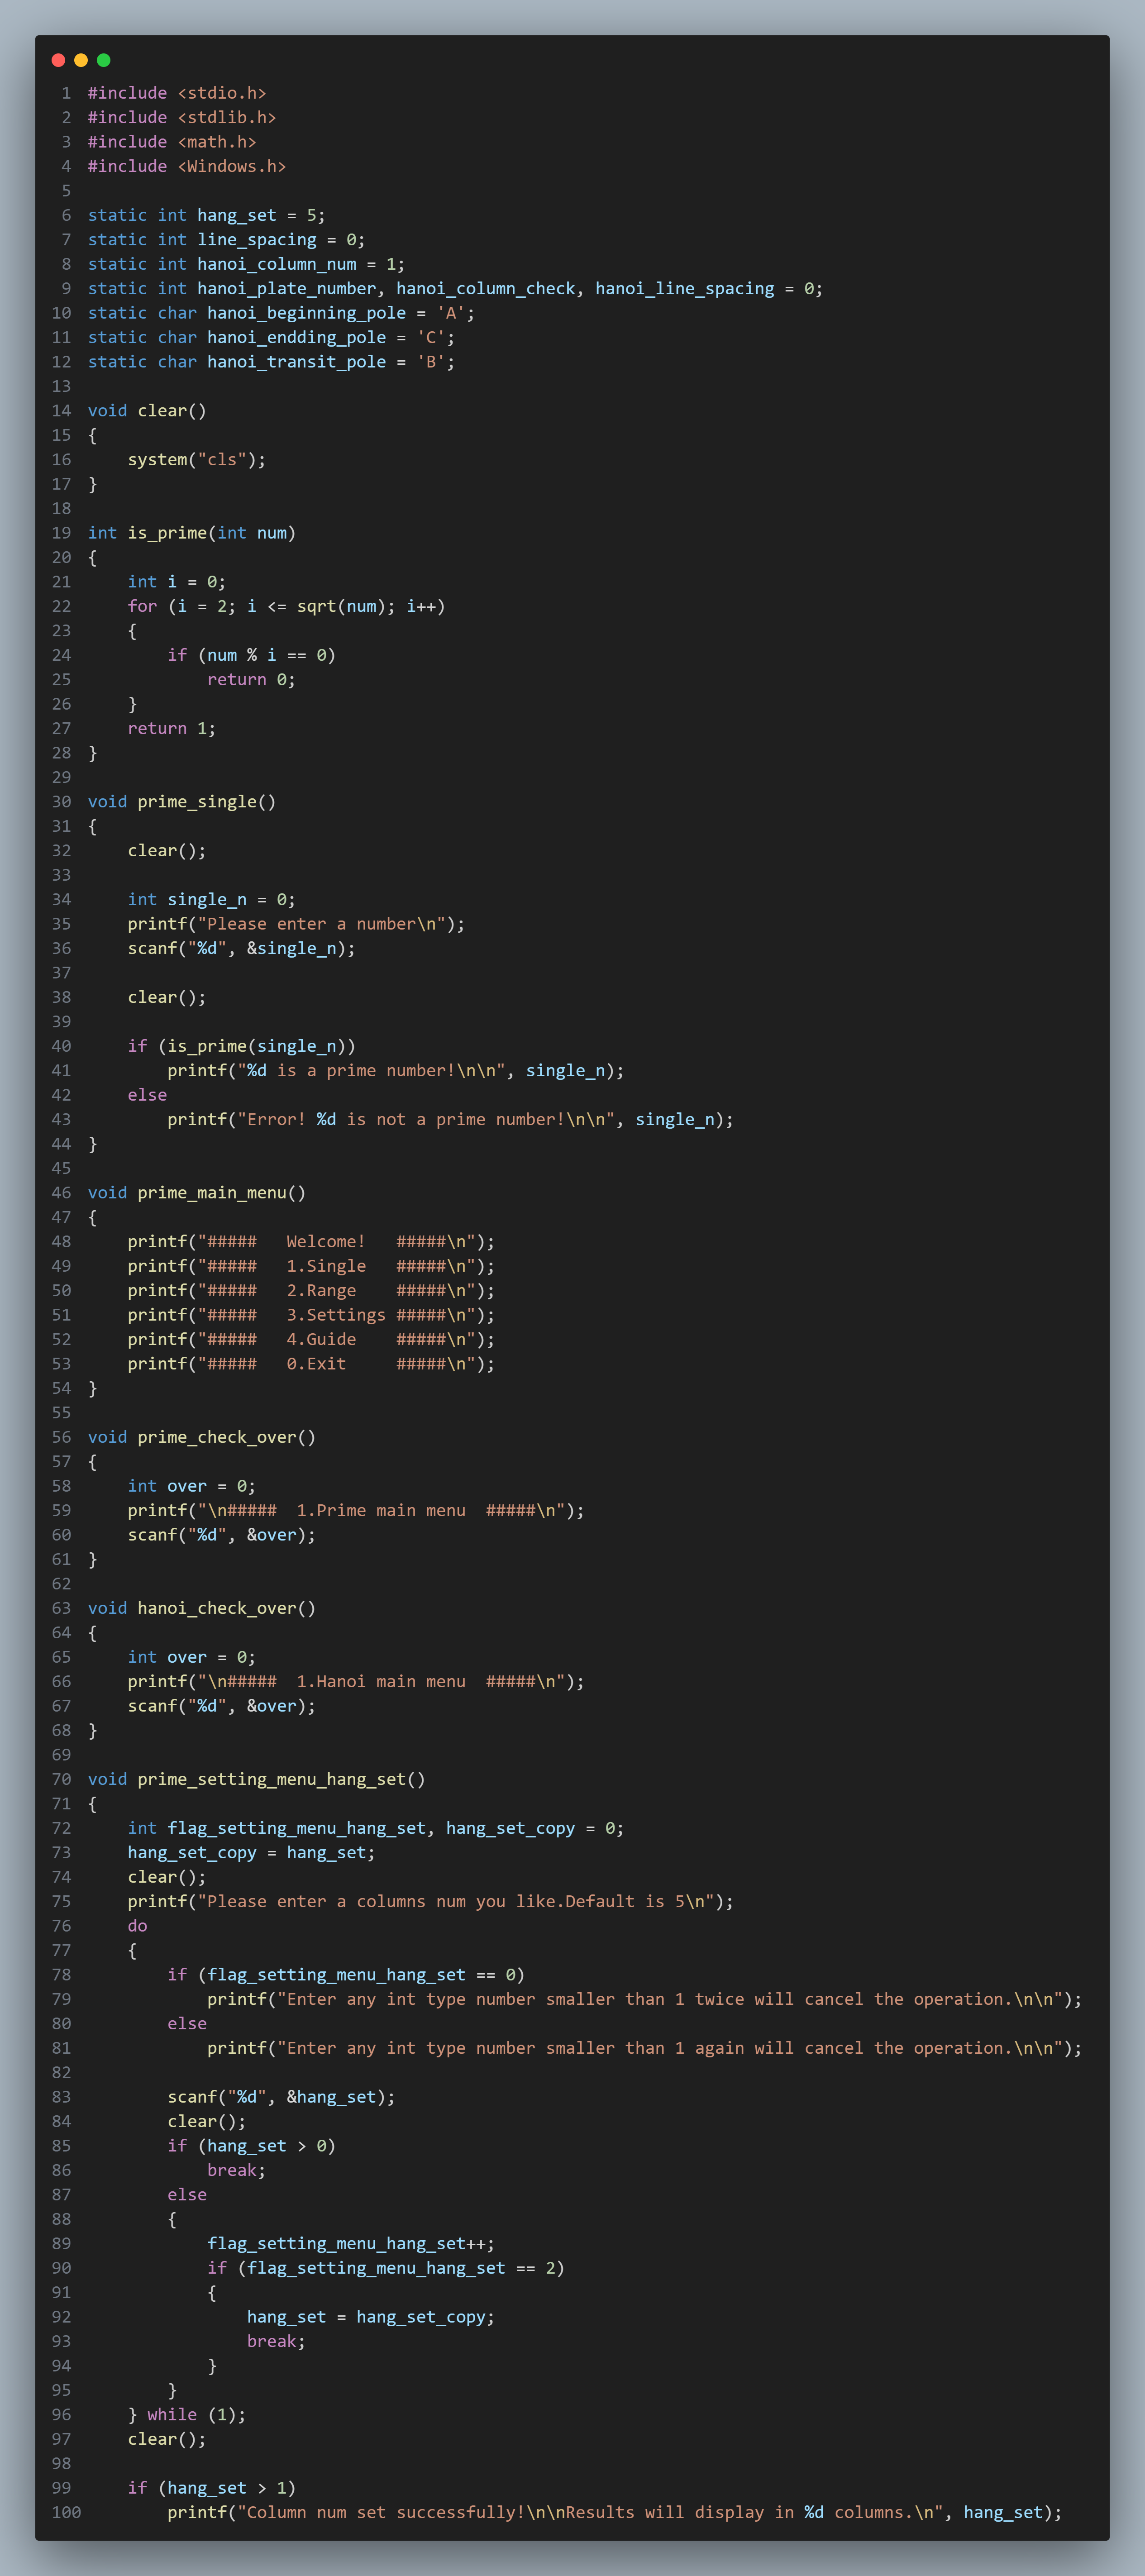 1 #include <stdio.h>
2 #include <stdlib.h>
3 #include <math.h>
4 #include <Windows.h>
5
6 static int hang_set = 5;
7 static int line_spacing = 0;
8 static int hanoi_column_num = 1;
9 static int hanoi_plate_number, hanoi_column_check, hanoi_line_spacing = 0;
10 static char hanoi_beginning_pole = 'A';
11 static char hanoi_endding_pole = 'C';
12 static char hanoi_transit_pole = 'B';
13
14 void clear()
15 {
16     system("cls");
17 }
18
19 int is_prime(int num)
20 {
21     int i = 0;
22     for (i = 2; i <= sqrt(num); i++)
23     {
24         if (num % i == 0)
25             return 0;
26     }
27     return 1;
28 }
29
30 void prime_single()
31 {
32     clear();
33
34     int single_n = 0;
35     printf("Please enter a number\n");
36     scanf("%d", &single_n);
37
38     clear();
39
40     if (is_prime(single_n))
41         printf("%d is a prime number!\n\n", single_n);
42     else
43         printf("Error! %d is not a prime number!\n\n", single_n);
44 }
45
46 void prime_main_menu()
47 {
48     printf("#####   Welcome!   #####\n");
49     printf("#####   1.Single   #####\n");
50     printf("#####   2.Range    #####\n");
51     printf("#####   3.Settings #####\n");
52     printf("#####   4.Guide    #####\n");
53     printf("#####   0.Exit     #####\n");
54 }
55
56 void prime_check_over()
57 {
58     int over = 0;
59     printf("\n#####  1.Prime main menu  #####\n");
60     scanf("%d", &over);
61 }
62
63 void hanoi_check_over()
64 {
65     int over = 0;
66     printf("\n#####  1.Hanoi main menu  #####\n");
67     scanf("%d", &over);
68 }
69
70 void prime_setting_menu_hang_set()
71 {
72     int flag_setting_menu_hang_set, hang_set_copy = 0;
73     hang_set_copy = hang_set;
74     clear();
75     printf("Please enter a columns num you like.Default is 5\n");
76     do
77     {
78         if (flag_setting_menu_hang_set == 0)
79             printf("Enter any int type number smaller than 1 twice will cancel the operation.\n\n");
80         else
81             printf("Enter any int type number smaller than 1 again will cancel the operation.\n\n");
82
83         scanf("%d", &hang_set);
84         clear();
85         if (hang_set > 0)
86             break;
87         else
88         {
89             flag_setting_menu_hang_set++;
90             if (flag_setting_menu_hang_set == 2)
91             {
92                 hang_set = hang_set_copy;
93                 break;
94             }
95         }
96     } while (1);
97     clear();
98
99     if (hang_set > 1)
100         printf("Column num set successfully!\n\nResults will display in %d columns.\n", hang_set);